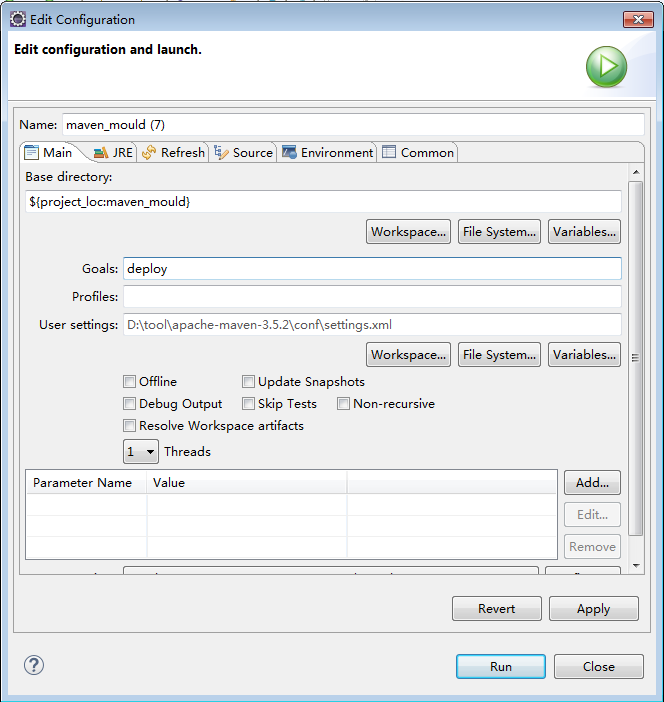 Edit Configuration
Edit configuration and launch.
Name: maven_mould (7)
Main JRE Refresh Source Environment Common
Base directory:
${project_loc:maven_mould}
Workspace... File System... Variables...
Goals: deploy
Profiles:
User settings: D:\tool\apache-maven-3.5.2\conf\settings.xml
Workspace... File System... Variables...
Offline Update Snapshots
Debug Output Skip Tests Non-recursive
Resolve Workspace artifacts
1 Threads
Parameter Name Value
Add...
Edit...
Remove
Revert Apply
? Run Close